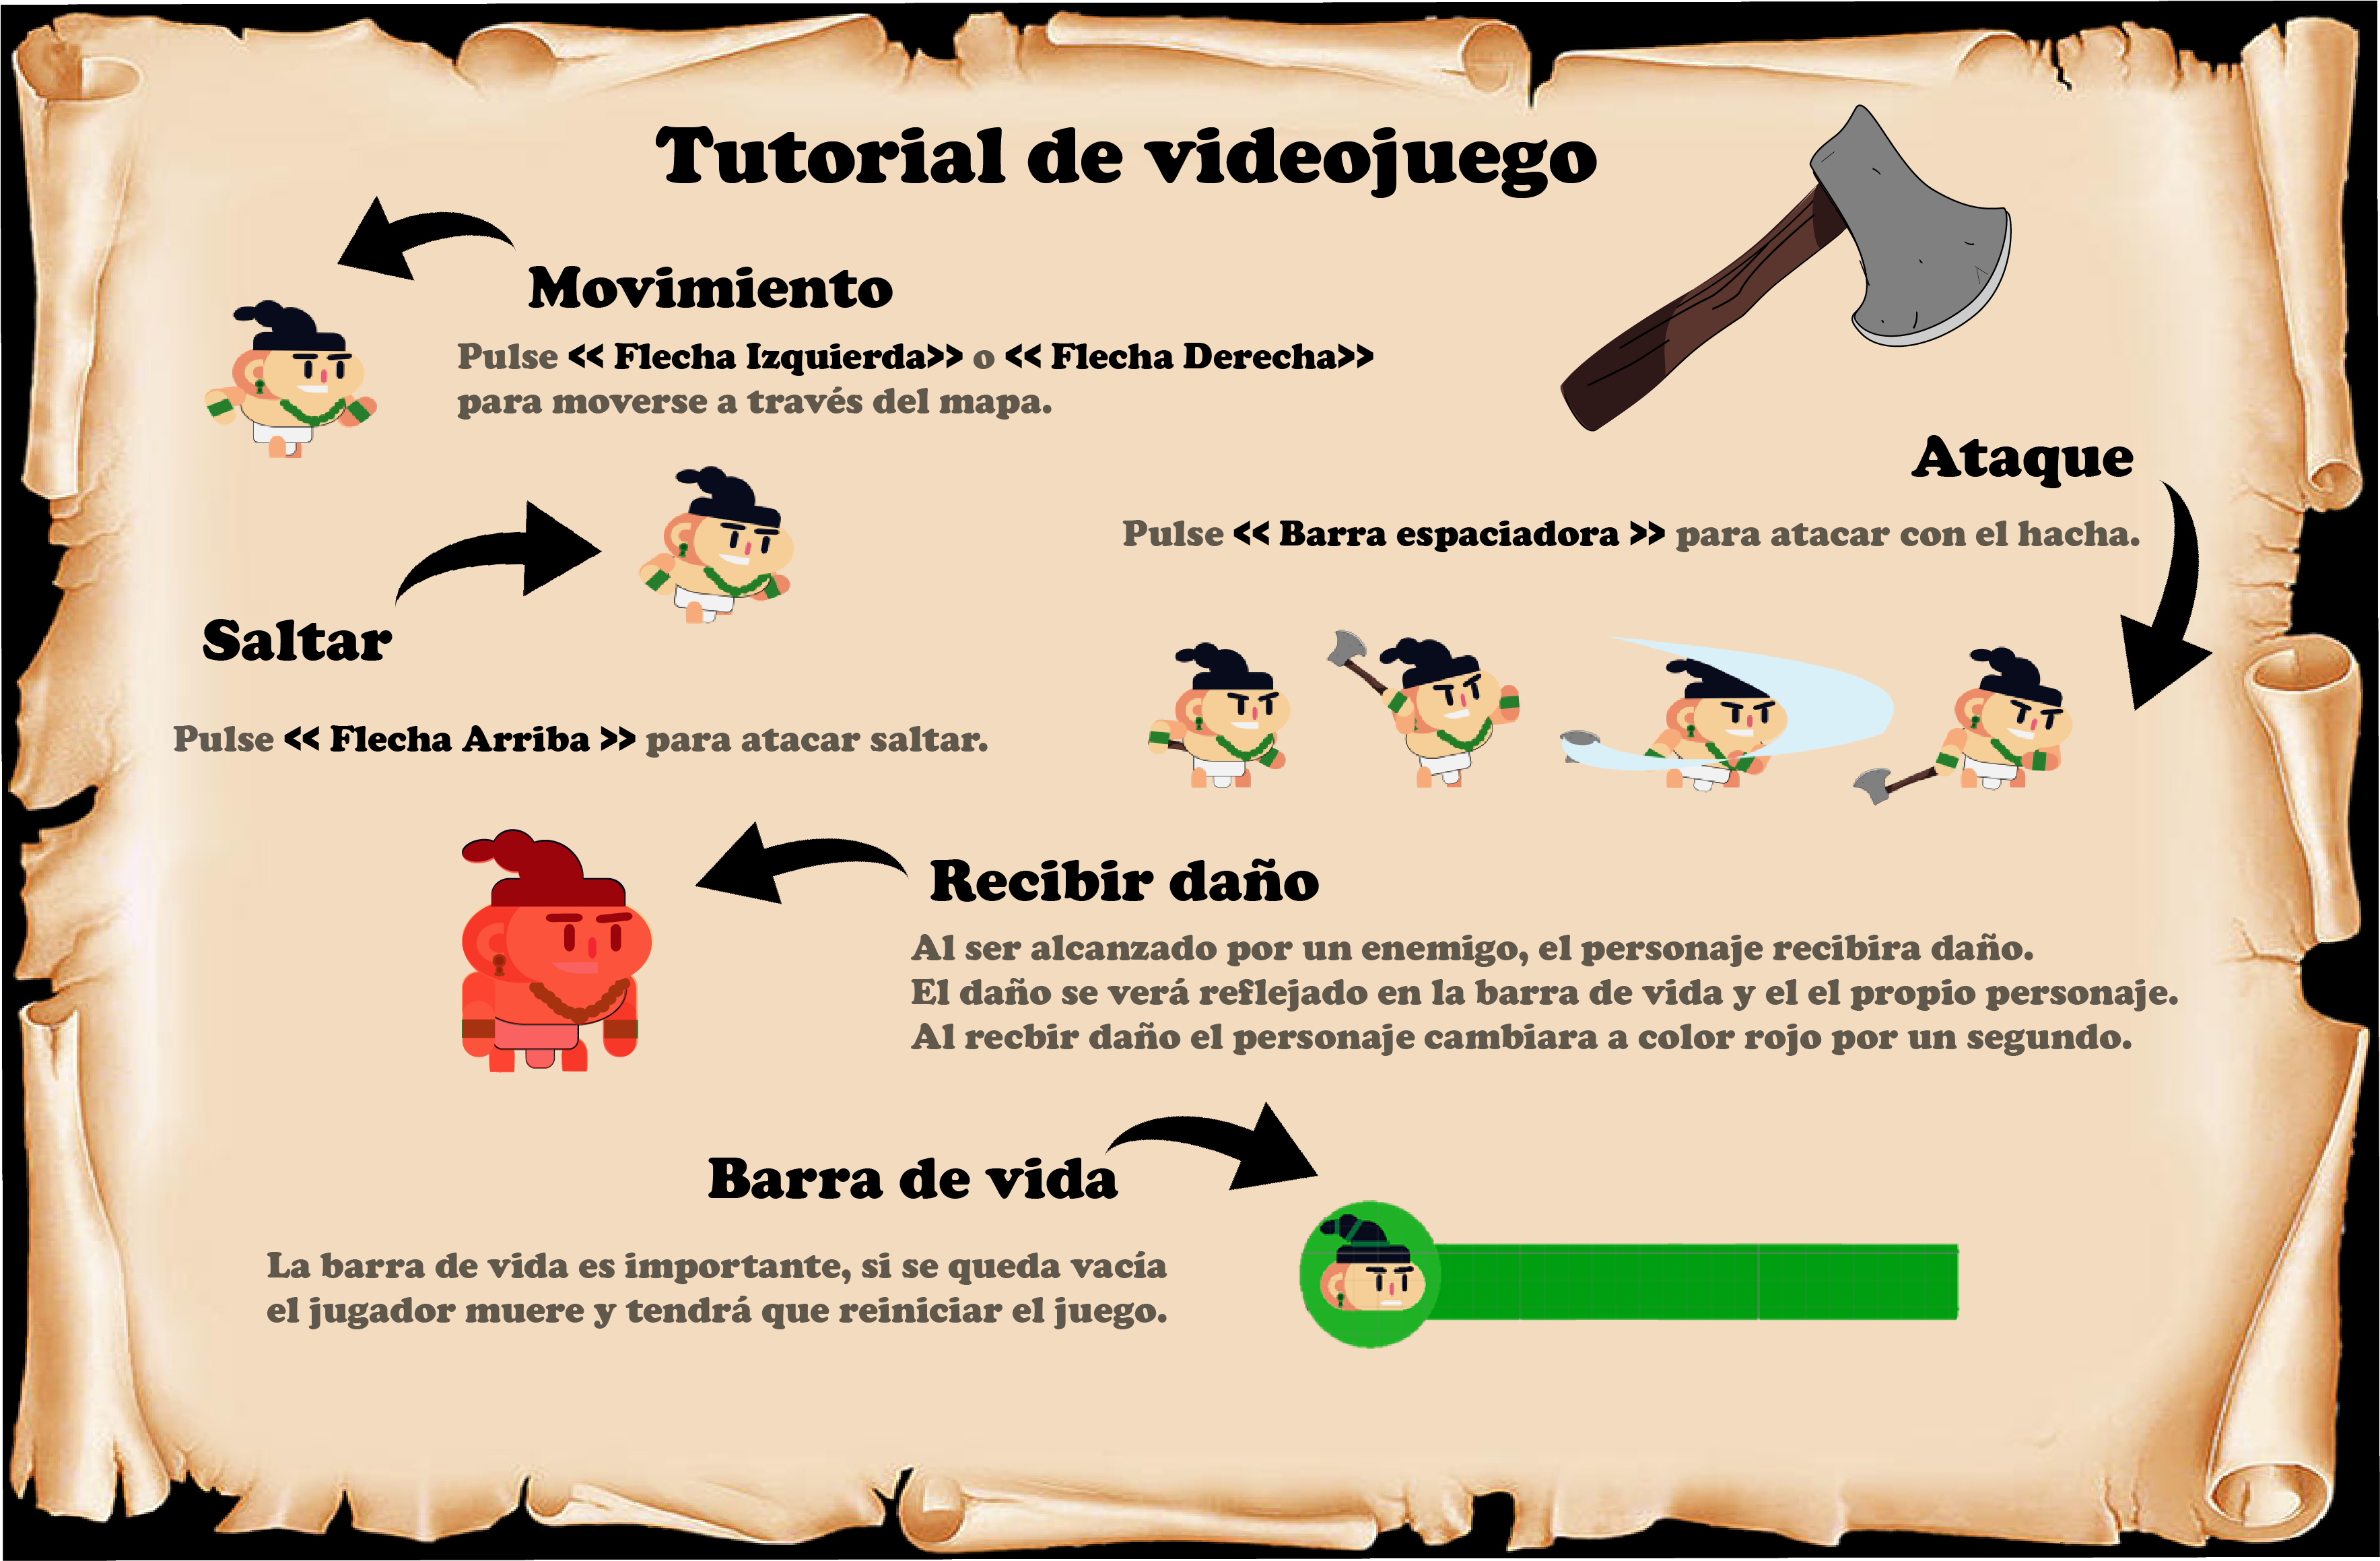 Tutorial de videojuego
Movimiento
Pulse << Flecha Izquierda>> o << Flecha Derecha>>
para moverse a través del mapa.
Ataque
Pulse << Barra espaciadora >> para atacar con el hacha.
Saltar
Pulse << Flecha Arriba >> para atacar saltar.
Recibir daño
Al ser alcanzado por un enemigo, el personaje recibira daño.
El daño se verá reflejado en la barra de vida y el el propio personaje.
Al recbir daño el personaje cambiara a color rojo por un segundo.
Barra de vida
La barra de vida es importante, si se queda vacía
el jugador muere y tendrá que reiniciar el juego.